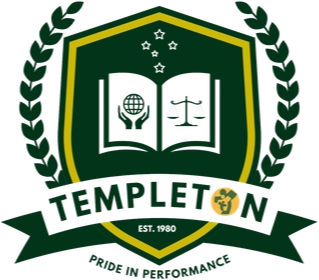 TEMPLETON
EST. 1980
PRIDE IN PERFORMANCE